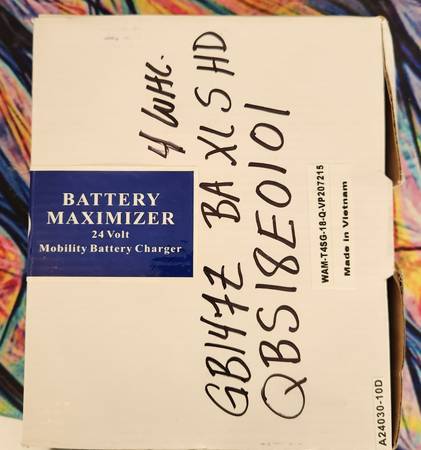 BATTERY
MAXIMIZER
24 Volt
Mobility Battery Charger
4 WHL.
GB147Z BA XLS HD
QBS18E0101
WAM-T4SG-18-Q-VP207215
Made in Vietnam
A24030-10D